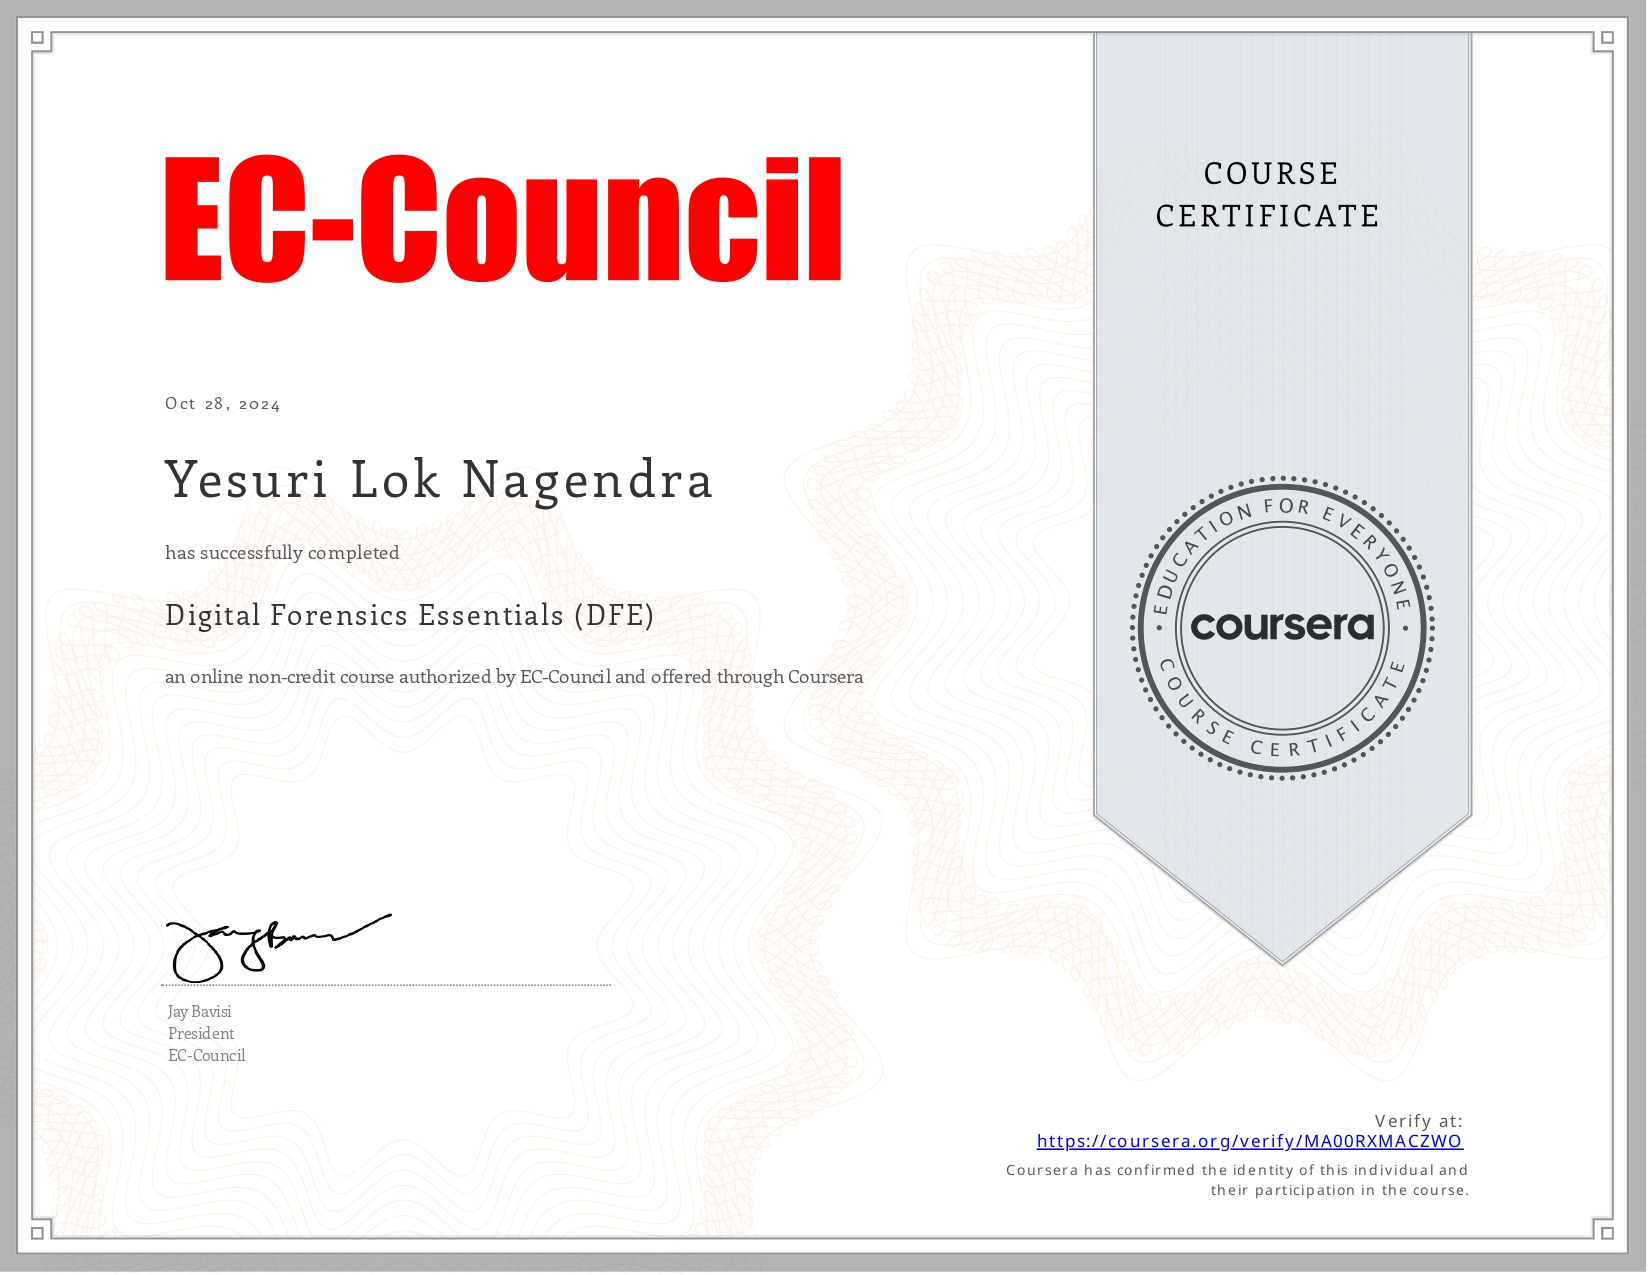 EC-Council
COURSE
CERTIFICATE
Oct 28, 2024
Yesuri Lok Nagendra
has successfully completed
Digital Forensics Essentials (DFE)
an online non-credit course authorized by EC-Council and offered through Coursera
EDUCATION FOR EVERYONE
coursera
COURSE CERTIFICATE
Jay Bavisi
President
EC-Council
Verify at:
https://coursera.org/verify/MA00RXMACZWO
Coursera has confirmed the identity of this individual and
their participation in the course.